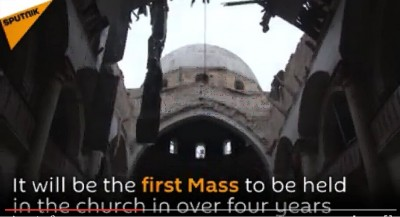 SPUTNIK
It will be the first Mass to be held
in the church in over four years